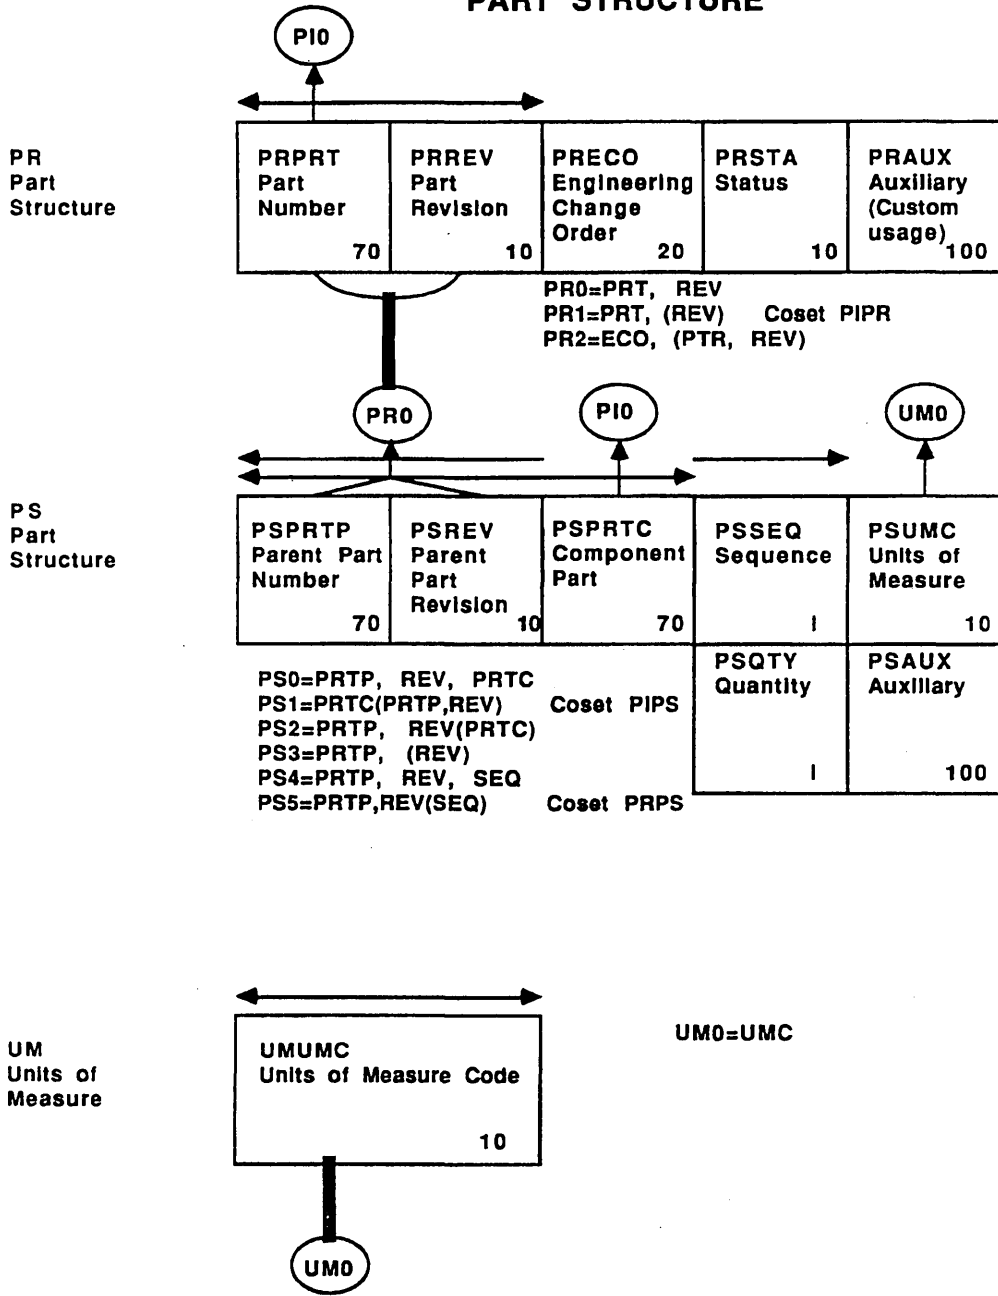 PART STRUCTURE
PI0
PR
Part
Structure
PRPRT
Part
Number
70
PRREV
Part
Revision
10
PRECO
Engineering
Change
Order
20
PRSTA
Status
10
PRAUX
Auxiliary
(Custom
usage)
100
PR0=PRT, REV
PR1=PRT, (REV) Coset PIPR
PR2=ECO, (PTR, REV)
PR0
PI0
UM0
PS
Part
Structure
PSPRTP
Parent Part
Number
70
PSREV
Parent
Part
Revision
10
PSPRTC
Component
Part
70
PSSEQ
Sequence
I
PSUMC
Units of
Measure
10
PSQTY
Quantity
I
PSAUX
Auxiliary
100
PS0=PRTP, REV, PRTC
PS1=PRTC(PRTP,REV) Coset PIPS
PS2=PRTP, REV(PRTC)
PS3=PRTP, (REV)
PS4=PRTP, REV, SEQ
PS5=PRTP,REV(SEQ) Coset PRPS
UM
Units of
Measure
UMUMC
Units of Measure Code
10
UM0=UMC
UM0